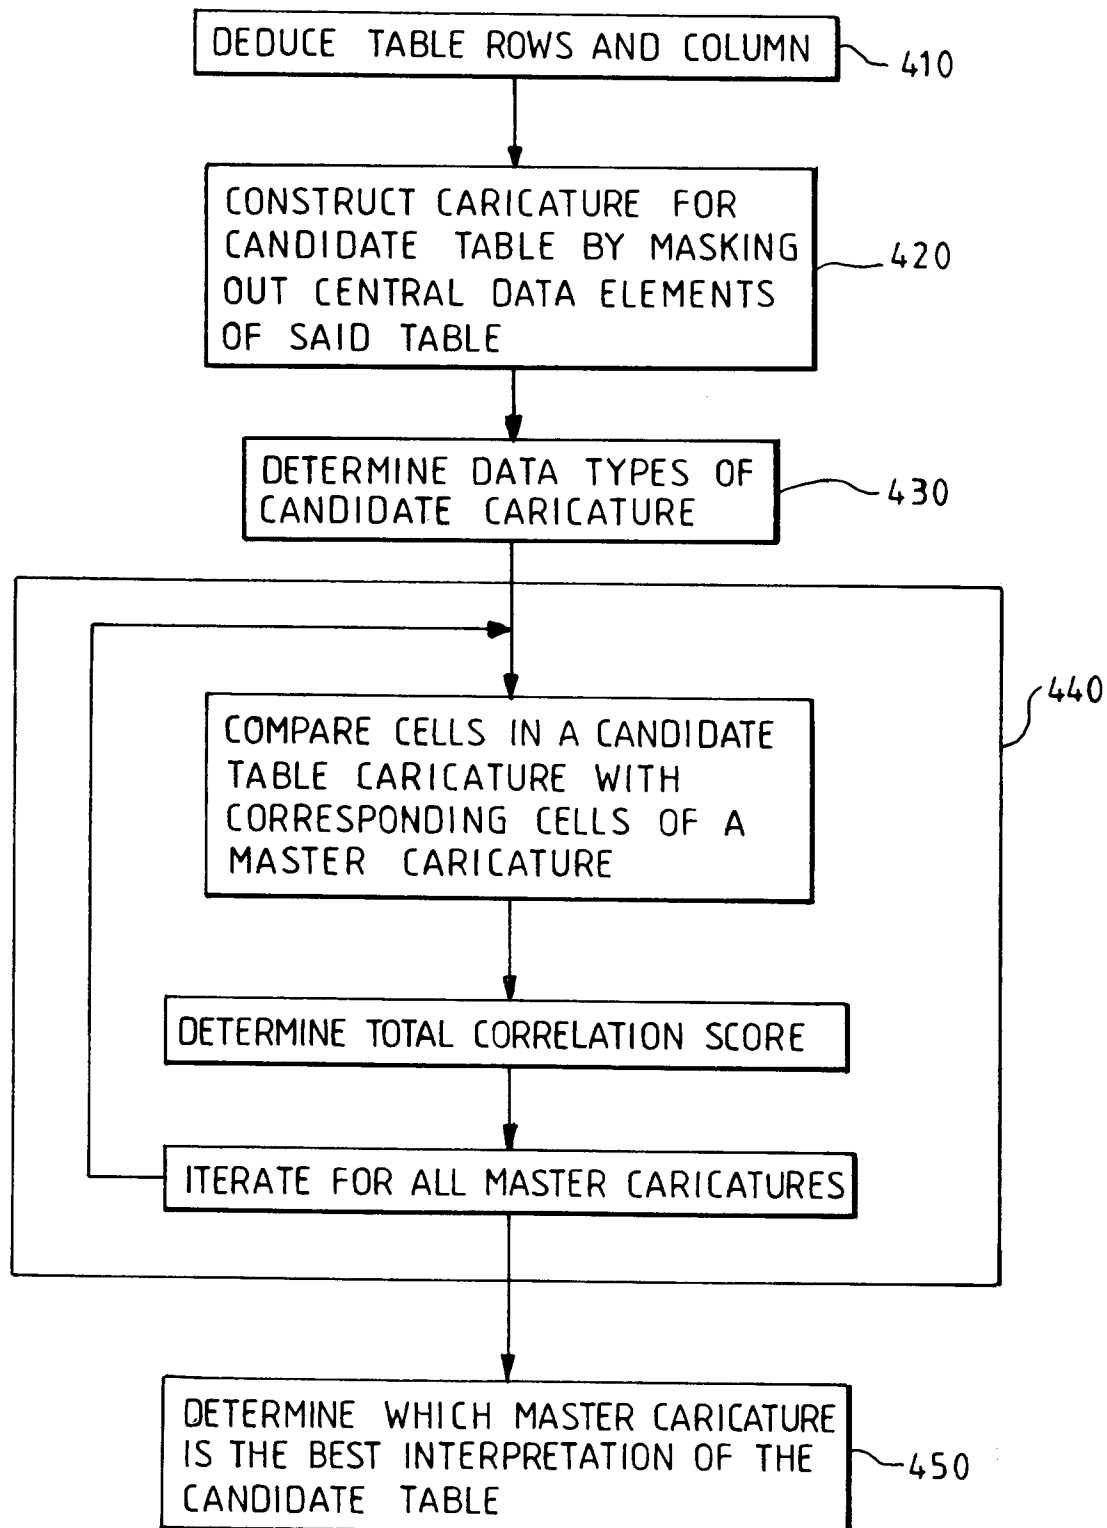 DEDUCE TABLE ROWS AND COLUMN
410
CONSTRUCT CARICATURE FOR
CANDIDATE TABLE BY MASKING
OUT CENTRAL DATA ELEMENTS
OF SAID TABLE
420
DETERMINE DATA TYPES OF
CANDIDATE CARICATURE
430
440
COMPARE CELLS IN A CANDIDATE
TABLE CARICATURE WITH
CORRESPONDING CELLS OF A
MASTER CARICATURE
DETERMINE TOTAL CORRELATION SCORE
ITERATE FOR ALL MASTER CARICATURES
DETERMINE WHICH MASTER CARICATURE
IS THE BEST INTERPRETATION OF THE
CANDIDATE TABLE
450